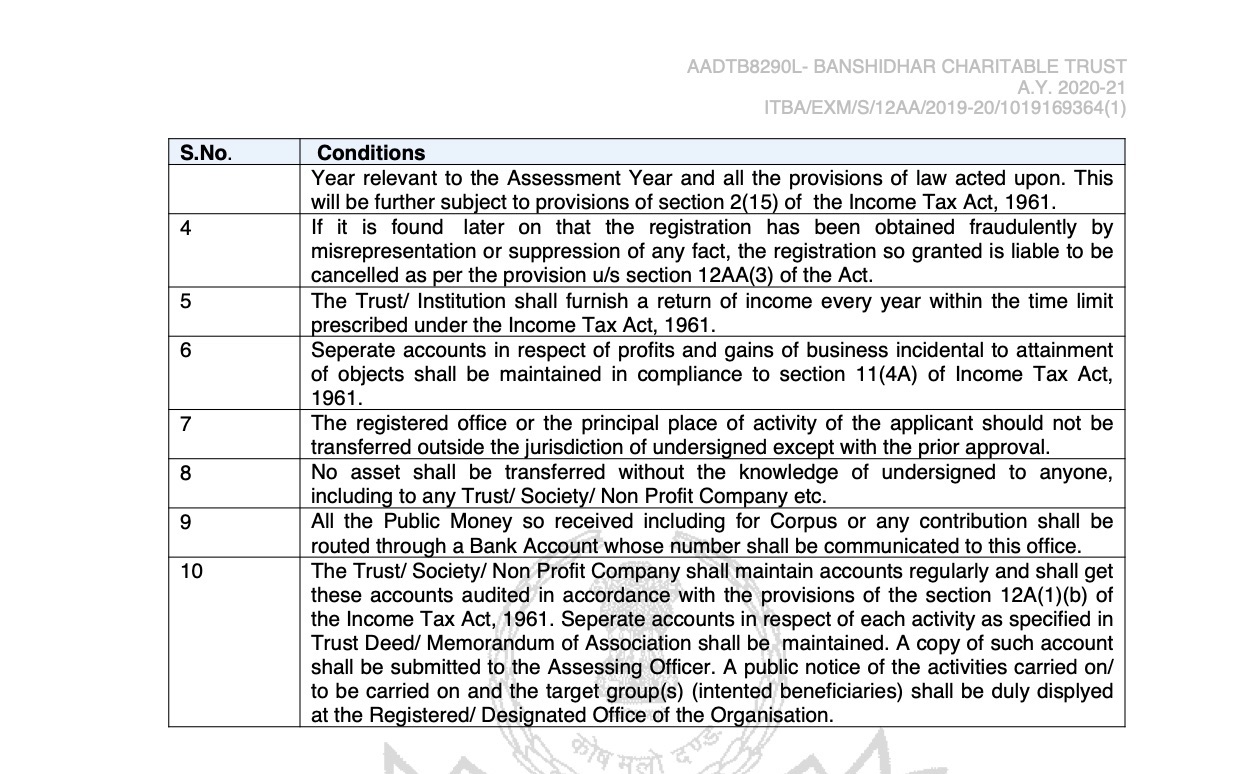 AADTB8290L- BANSHIDHAR CHARITABLE TRUST
A.Y. 2020-21
ITBA/EXM/S/12AA/2019-20/1019169364(1)
S.No. Conditions
Year relevant to the Assessment Year and all the provisions of law acted upon. This
will be further subject to provisions of section 2(15) of the Income Tax Act, 1961.
4 If it is found later on that the registration has been obtained fraudulently by
misrepresentation or suppression of any fact, the registration so granted is liable to be
cancelled as per the provision u/s section 12AA(3) of the Act.
5 The Trust/ Institution shall furnish a return of income every year within the time limit
prescribed under the Income Tax Act, 1961.
6 Seperate accounts in respect of profits and gains of business incidental to attainment
of objects shall be maintained in compliance to section 11(4A) of Income Tax Act,
1961.
7 The registered office or the principal place of activity of the applicant should not be
transferred outside the jurisdiction of undersigned except with the prior approval.
8 No asset shall be transferred without the knowledge of undersigned to anyone,
including to any Trust/ Society/ Non Profit Company etc.
9 All the Public Money so received including for Corpus or any contribution shall be
routed through a Bank Account whose number shall be communicated to this office.
10 The Trust/ Society/ Non Profit Company shall maintain accounts regularly and shall get
these accounts audited in accordance with the provisions of the section 12A(1)(b) of
the Income Tax Act, 1961. Seperate accounts in respect of each activity as specified in
Trust Deed/ Memorandum of Association shall be maintained. A copy of such account
shall be submitted to the Assessing Officer. A public notice of the activities carried on/
to be carried on and the target group(s) (intented beneficiaries) shall be duly displyed
at the Registered/ Designated Office of the Organisation.
कोष मूलो दण्ड